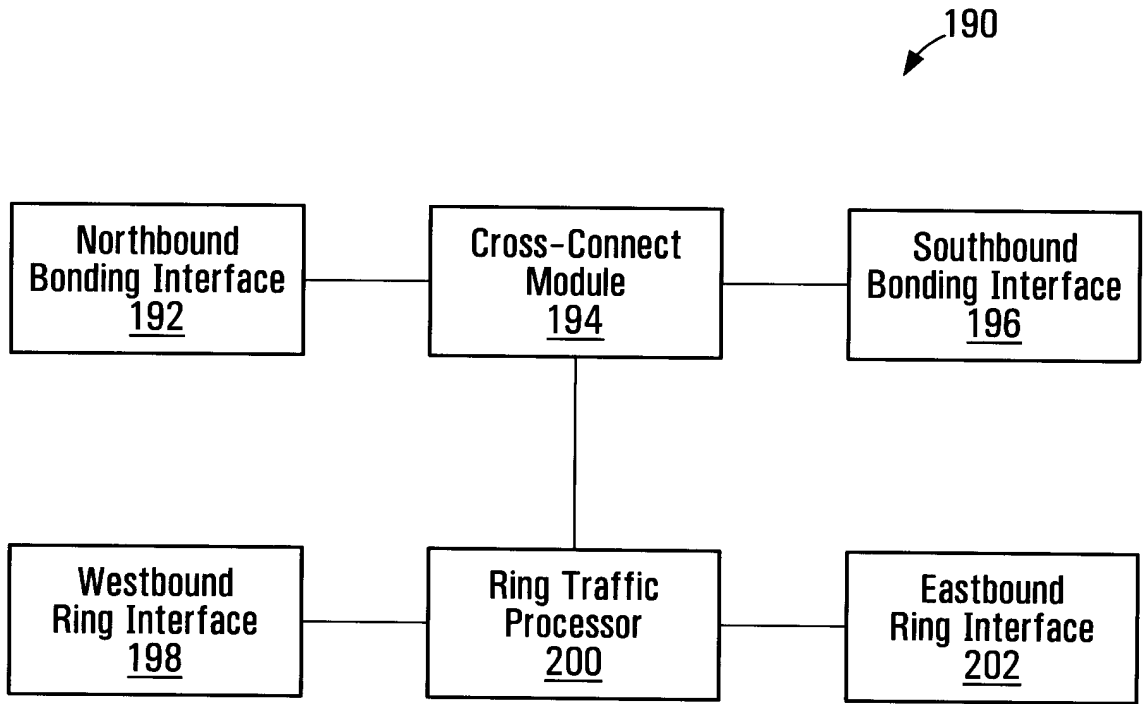 190
Northbound
Bonding Interface
192
Cross-Connect
Module
194
Southbound
Bonding Interface
196
Westbound
Ring Interface
198
Ring Traffic
Processor
200
Eastbound
Ring Interface
202